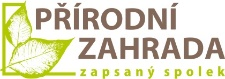 PŘÍRODNÍ
ZAHRADA
zapsaný spolek